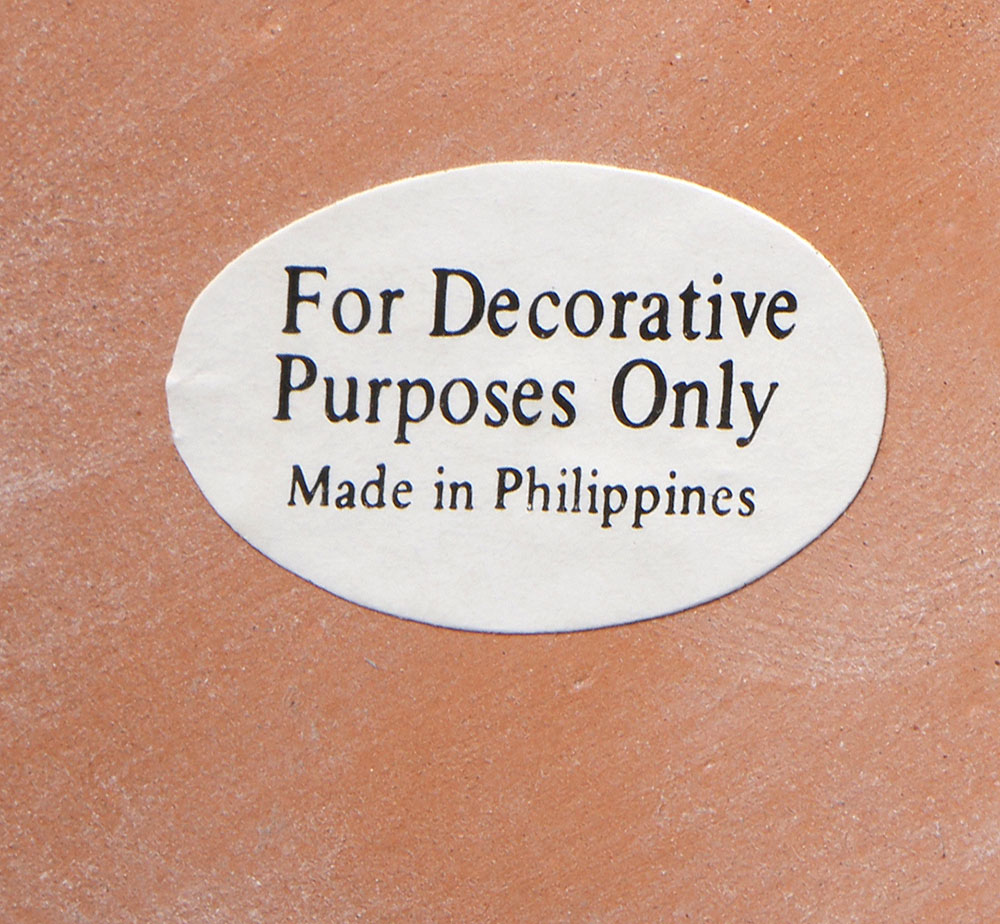 For Decorative
Purposes Only
Made in Philippines